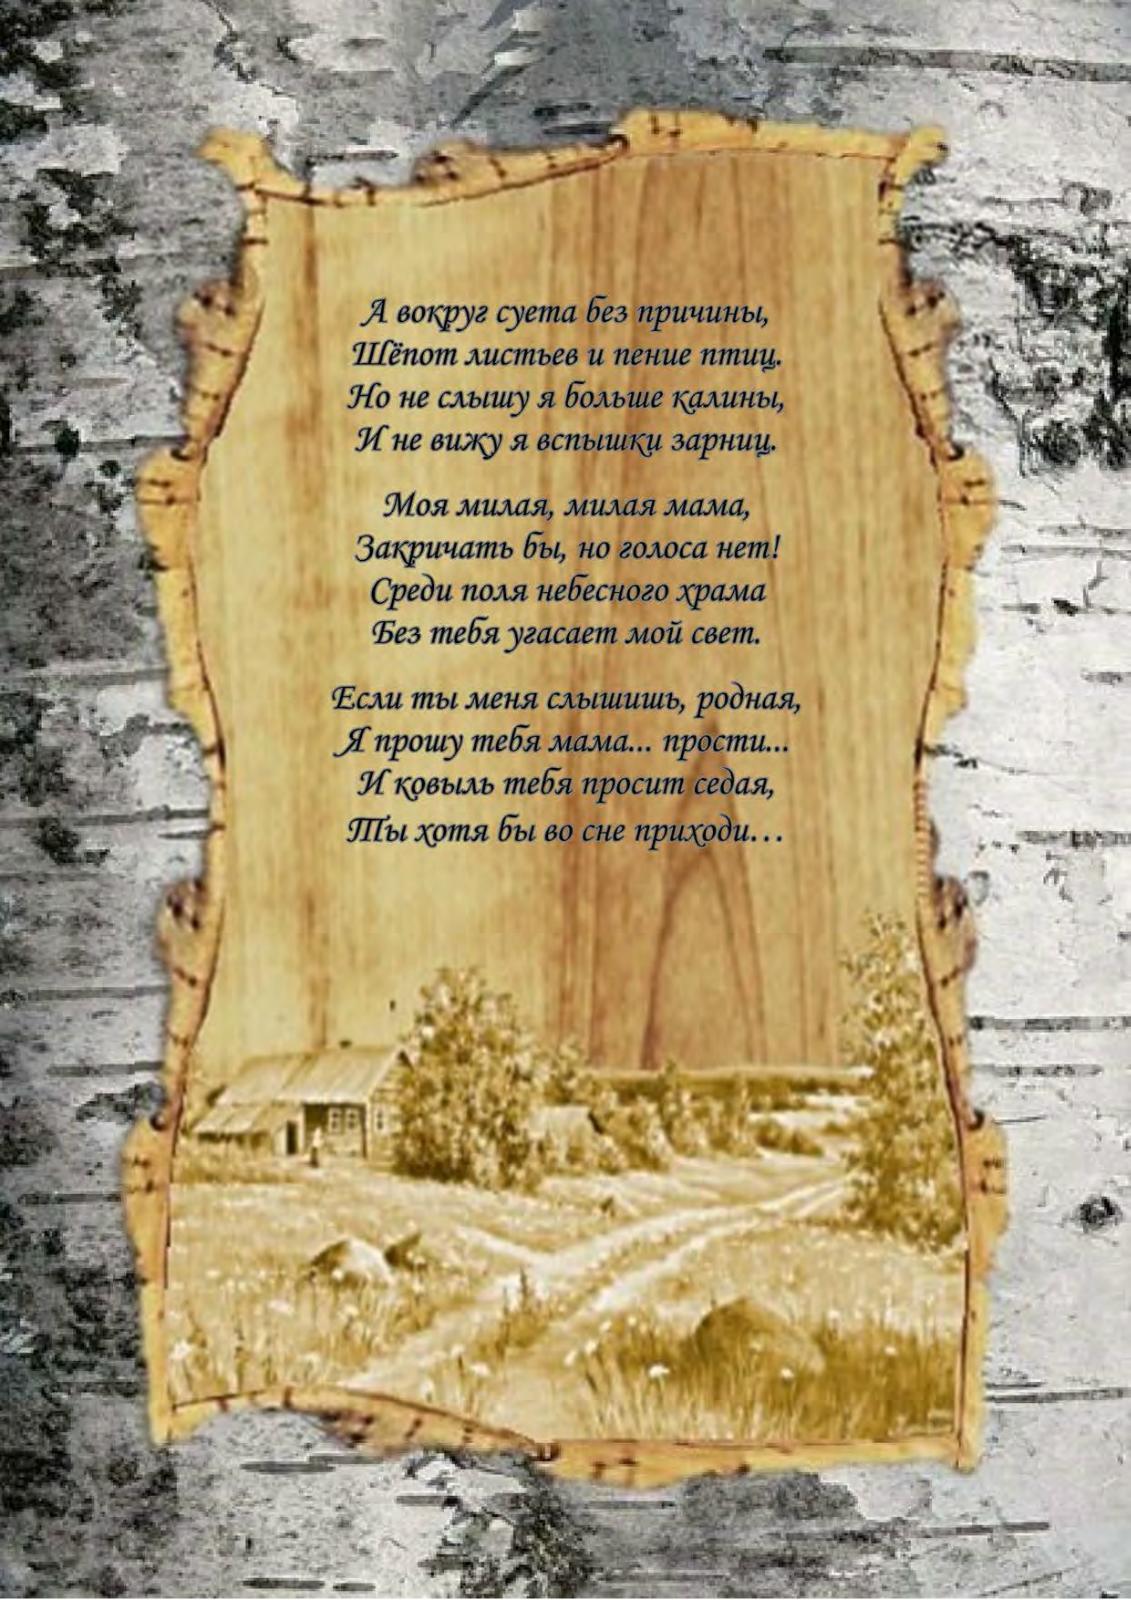 А вокруг суета без причины,
Шёпот листьев и пение птиц.
Но не слышу я больше калины,
И не вижу я вспышки зарниц.
Моя милая, милая мама,
Закричать бы, но голоса нет!
Среди поля небесного храма
Без тебя угасает мой свет.
Если ты меня слышишь, родная,
Я прошу тебя мама... прости...
И ковыль тебя просит седая,
Ты хотя бы во сне приходи…